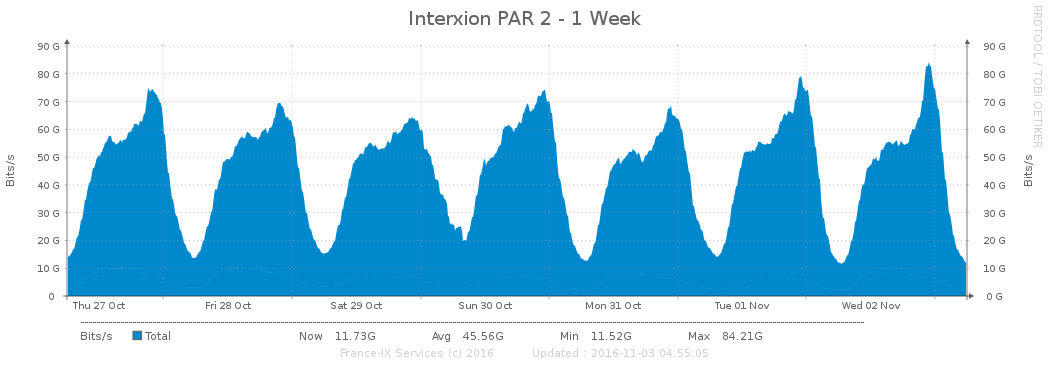 Interxion PAR 2 - 1 Week
RRDTOOL / TOBI OETIKER
90 G 90 G
80 G 80 G
70 G 70 G
60 G 60 G
50 G 50 G
40 G 40 G
30 G 30 G
20 G 20 G
10 G 10 G
0 0 G
Bits/s
Bits/s
Thu 27 Oct Fri 28 Oct Sat 29 Oct Sun 30 Oct Mon 31 Oct Tue 01 Nov Wed 02 Nov
Bits/s Total Now 11.73G Avg 45.56G Min 11.52G Max 84.21G
France-IX Services (c) 2016 Updated : 2016-11-03 04:55:05